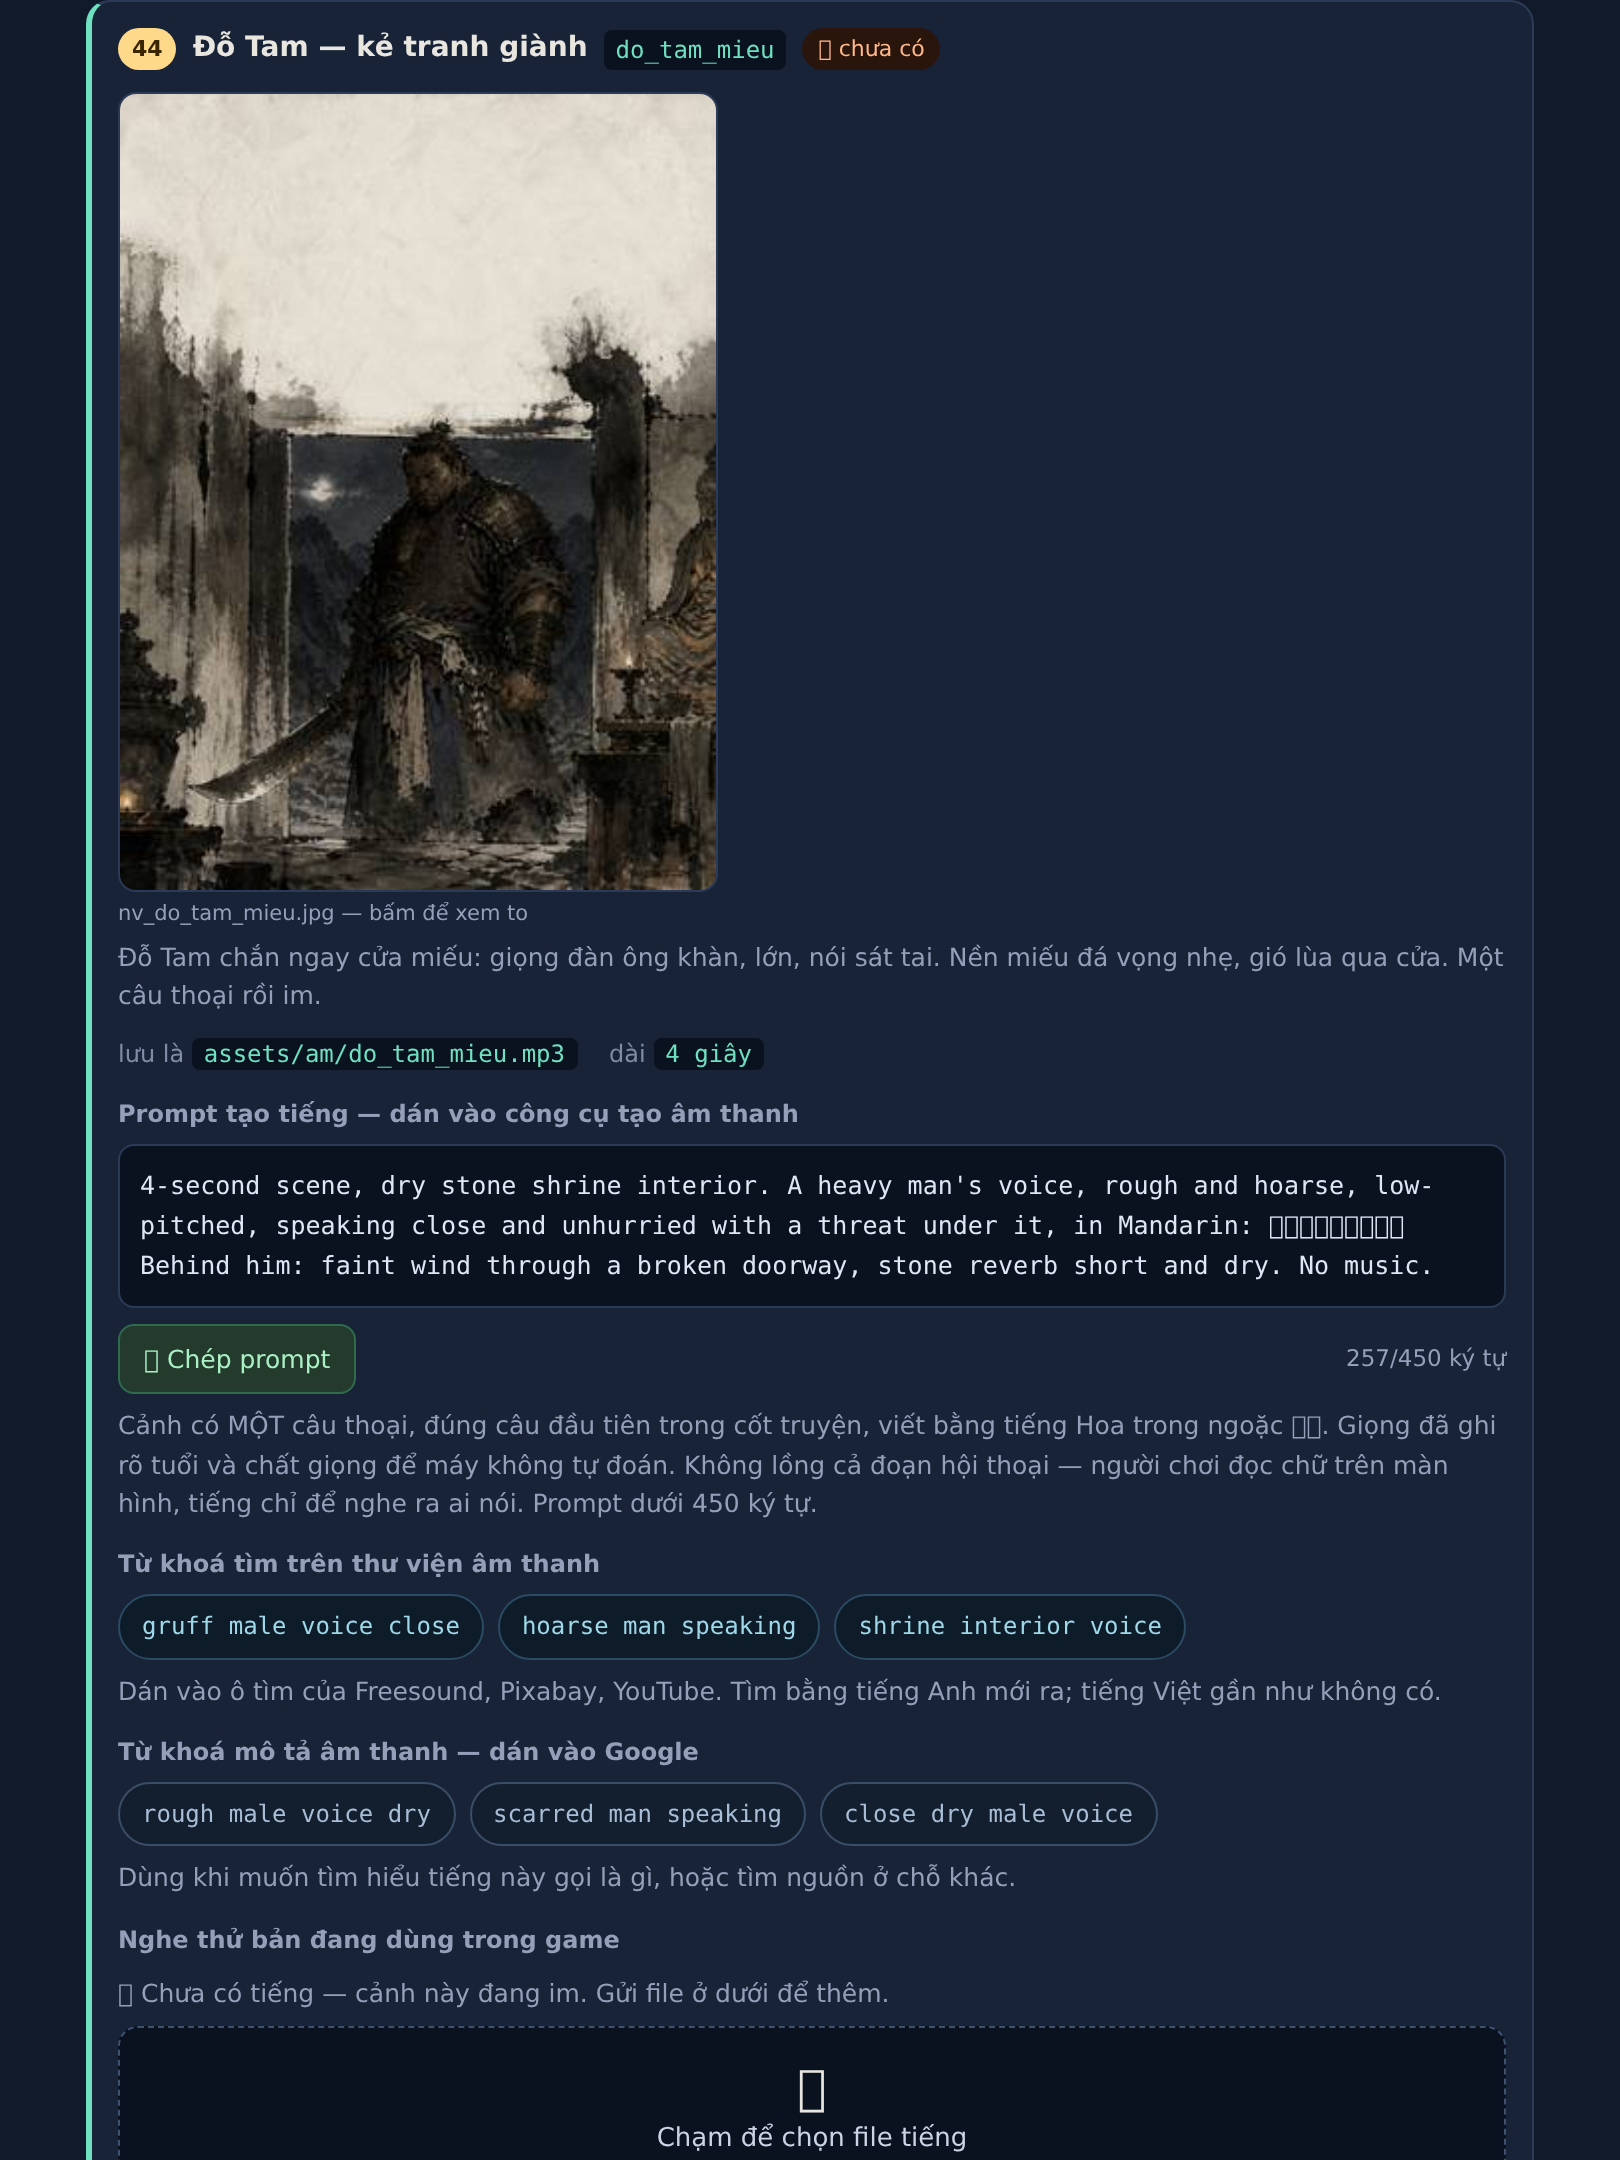 44 Đỗ Tam — kẻ tranh giành do_tam_mieu chưa có
nv_do_tam_mieu.jpg — bấm để xem to
Đỗ Tam chắn ngay cửa miếu: giọng đàn ông khàn, lớn, nói sát tai. Nền miếu đá vọng nhẹ, gió lùa qua cửa. Một
câu thoại rồi im.
lưu là assets/am/do_tam_mieu.mp3 dài 4 giây
Prompt tạo tiếng — dán vào công cụ tạo âm thanh
4-second scene, dry stone shrine interior. A heavy man's voice, rough and hoarse, low-
pitched, speaking close and unhurried with a threat under it, in Mandarin:
Behind him: faint wind through a broken doorway, stone reverb short and dry. No music.
Chép prompt
257/450 ký tự
Cảnh có MỘT câu thoại, đúng câu đầu tiên trong cốt truyện, viết bằng tiếng Hoa trong ngoặc . Giọng đã ghi
rõ tuổi và chất giọng để máy không tự đoán. Không lồng cả đoạn hội thoại — người chơi đọc chữ trên màn
hình, tiếng chỉ để nghe ra ai nói. Prompt dưới 450 ký tự.
Từ khoá tìm trên thư viện âm thanh
gruff male voice close hoarse man speaking shrine interior voice
Dán vào ô tìm của Freesound, Pixabay, YouTube. Tìm bằng tiếng Anh mới ra; tiếng Việt gần như không có.
Từ khoá mô tả âm thanh — dán vào Google
rough male voice dry scarred man speaking close dry male voice
Dùng khi muốn tìm hiểu tiếng này gọi là gì, hoặc tìm nguồn ở chỗ khác.
Nghe thử bản đang dùng trong game
Chưa có tiếng — cảnh này đang im. Gửi file ở dưới để thêm.
Chạm để chọn file tiếng